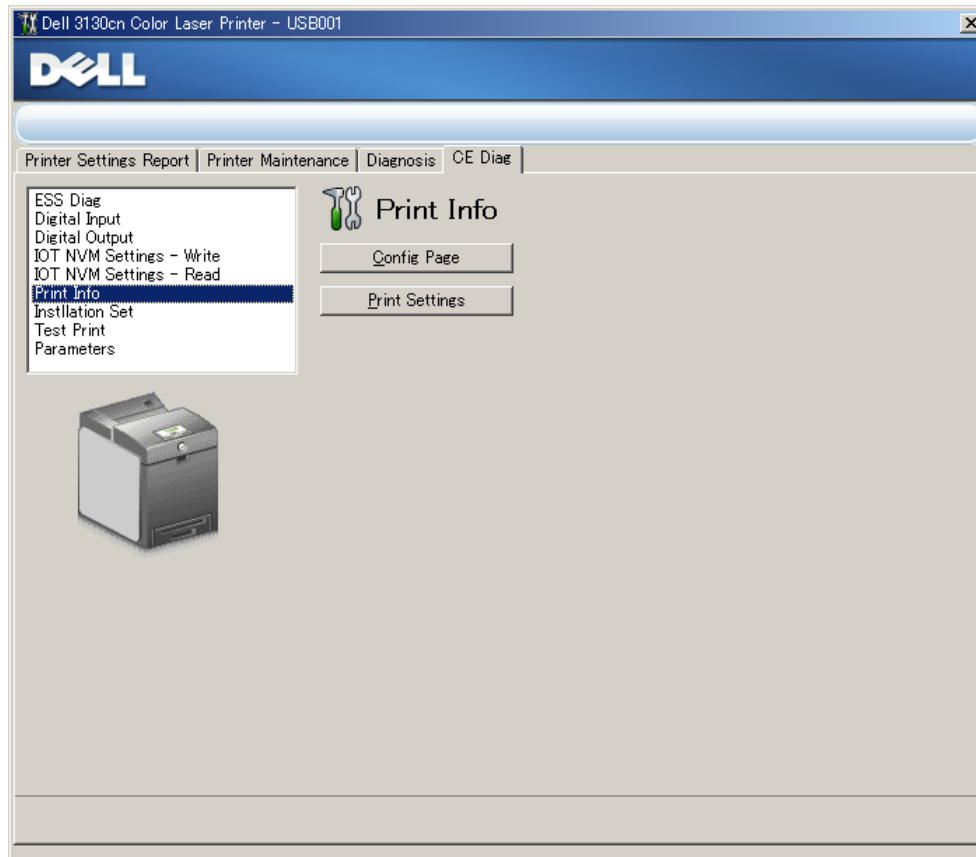 Dell 3130cn Color Laser Printer - USB001
DELL
Printer Settings Report
Printer Maintenance
Diagnosis
CE Diag
ESS Diag
Digital Input
Digital Output
IOT NVM Settings - Write
IOT NVM Settings - Read
Print Info
Instllation Set
Test Print
Parameters
Print Info
Config Page
Print Settings